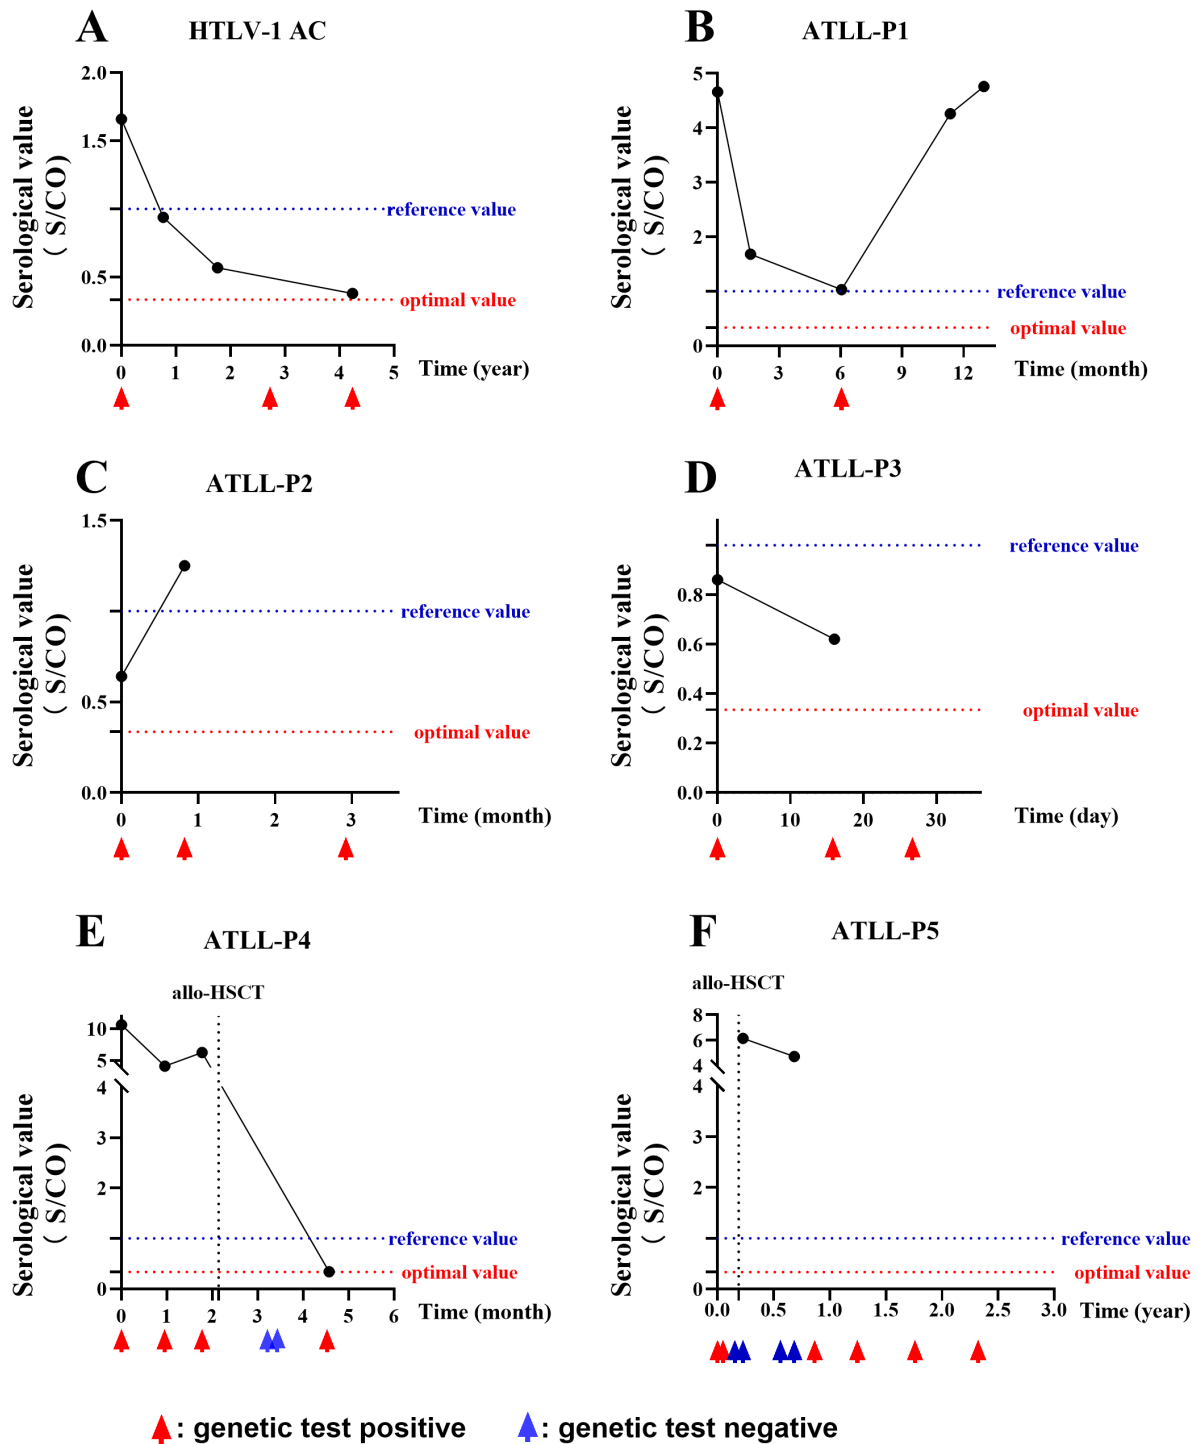 A
HTLV-1 AC
Serological value
( S/CO)
2.0
1.5
0.5
0.0
reference value
optimal value
0 1 2 3 4 5
Time (year)
B
ATLL-P1
Serological value
( S/CO)
5
4
3
2
0
reference value
optimal value
0 3 6 9 12
Time (month)
C
ATLL-P2
Serological value
( S/CO)
1.5
0.5
0.0
reference value
optimal value
0 1 2 3
Time (month)
D
ATLL-P3
Serological value
( S/CO)
0.8
0.6
0.4
0.2
0.0
reference value
optimal value
0 10 20 30
Time (day)
E
ATLL-P4
allo-HSCT
Serological value
( S/CO)
10
5
4
3
2
0
reference value
optimal value
0 1 2 3 4 5 6
Time (month)
F
ATLL-P5
allo-HSCT
Serological value
( S/CO)
8
6
4
3
2
0
reference value
optimal value
0.0 0.5 1.0 1.5 2.0 2.5 3.0
Time (year)
: genetic test positive
: genetic test negative